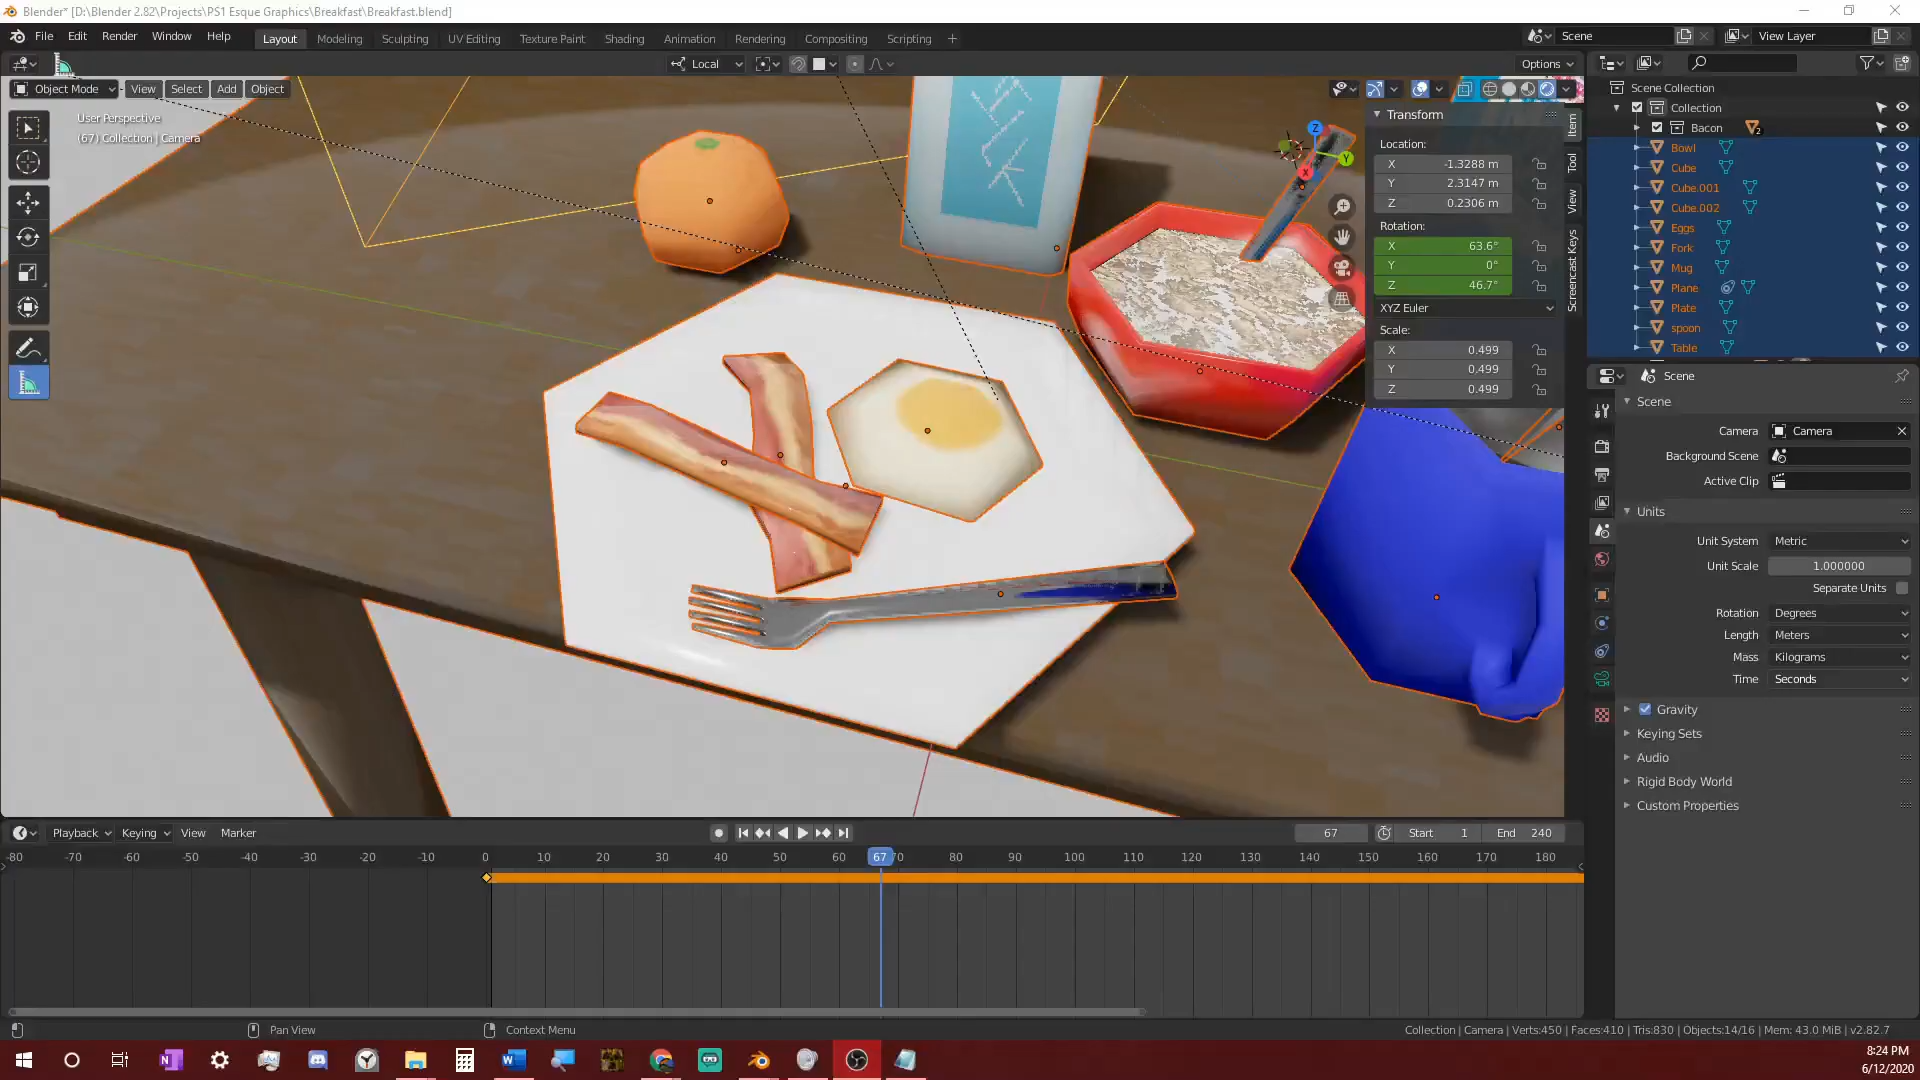 Blender* [D:\Blender 2.82\Projects\PS1 Esque Graphics\Breakfast\Breakfast.blend]
File Edit Render Window Help Layout Modeling Sculpting UV Editing Texture Paint Shading Animation Rendering Compositing Scripting + Scene View Layer
Local Options
Object Mode View Select Add Object
User Perspective
(67) Collection | Camera
Transform
Location:
X -1.3288 m
Y 2.3147 m
Z 0.2306 m
Rotation:
X 63.6°
Y 0°
Z 46.7°
XYZ Euler
Scale:
X 0.499
Y 0.499
Z 0.499
Item
Tool
View
Screencast Keys
Z
Y
X
Scene Collection
Collection
Bacon 2
Bowl
Cube
Cube.001
Cube.002
Eggs
Fork
Mug
Plane
Plate
spoon
Table
Scene
Scene
Camera Camera
Background Scene
Active Clip
Units
Unit System Metric
Unit Scale 1.000000
Separate Units
Rotation Degrees
Length Meters
Mass Kilograms
Time Seconds
Gravity
Keying Sets
Audio
Rigid Body World
Custom Properties
Playback Keying View Marker 67 Start 1 End 240
-80 -70 -60 -50 -40 -30 -20 -10 0 10 20 30 40 50 60 67 70 80 90 100 110 120 130 140 150 160 170 180
Pan View Context Menu Collection | Camera | Verts:450 | Faces:410 | Tris:830 | Objects:14/16 | Mem: 43.0 MiB | v2.82.7
8:24 PM
6/12/2020